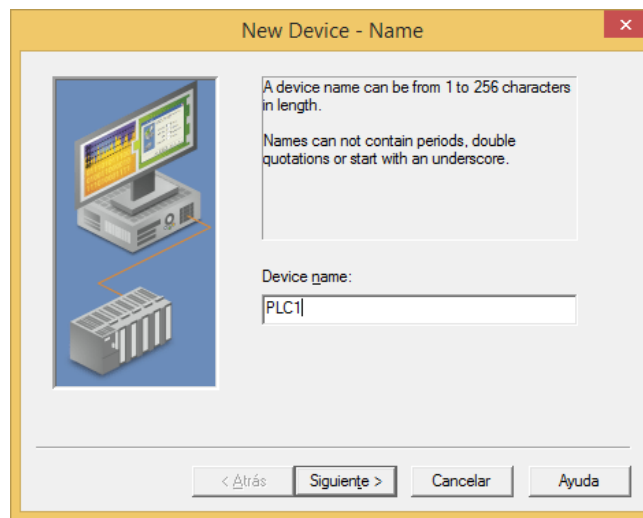 New Device - Name
A device name can be from 1 to 256 characters
in length.
Names can not contain periods, double
quotations or start with an underscore.
Device name:
PLC1
< Atrás
Siguiente >
Cancelar
Ayuda